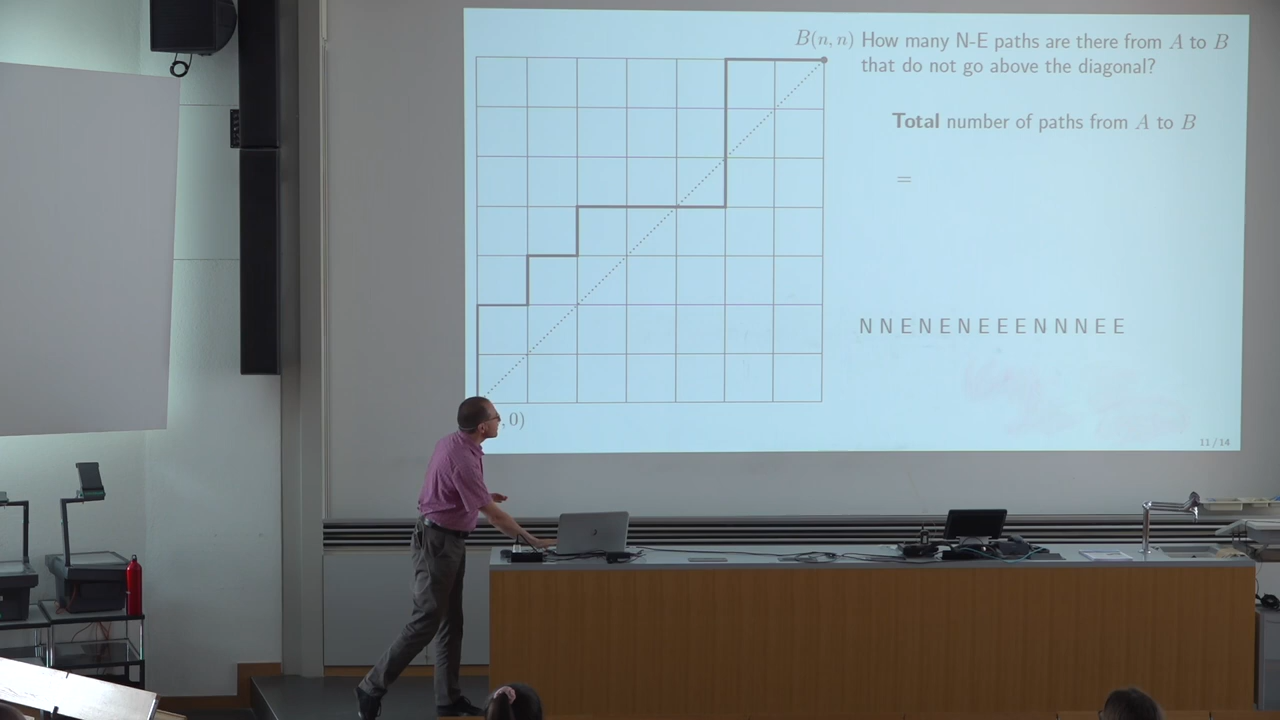 B(n, n) How many N-E paths are there from A to B
that do not go above the diagonal?
Total number of paths from A to B
=
N N E N E N E E E N N N E E
, 0)
11 / 14